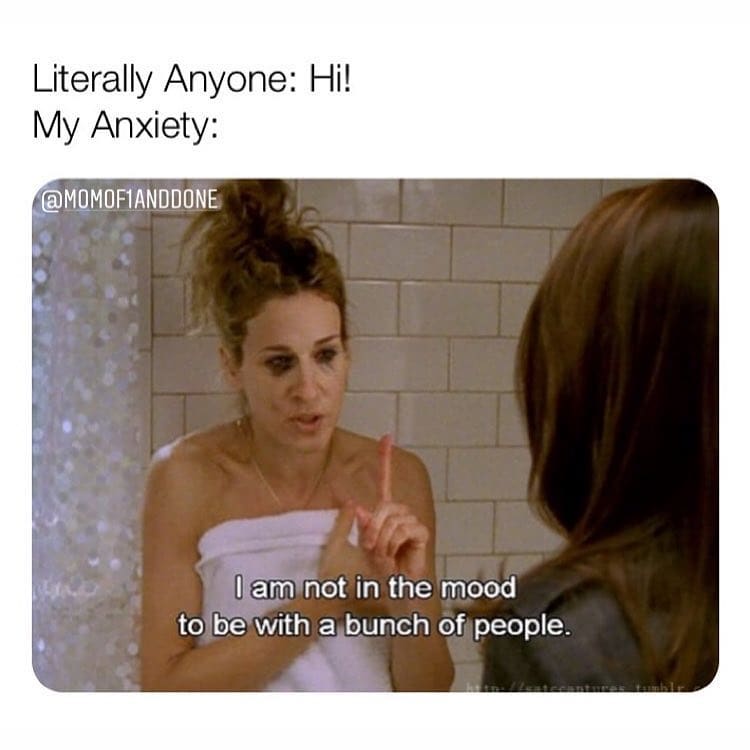 Literally Anyone: Hi!
My Anxiety:
@MOMOF1ANDDONE
I am not in the mood
to be with a bunch of people.